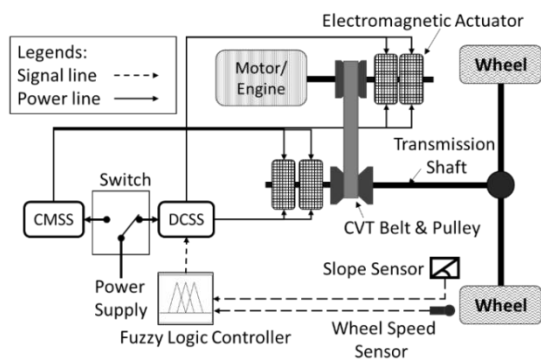 Electromagnetic Actuator
Legends:
Signal line
Power line
Motor/
Engine
Wheel
Transmission
Shaft
Switch
CMSS
DCSS
CVT Belt & Pulley
Slope Sensor
Power
Supply
Wheel
Fuzzy Logic Controller
Wheel Speed
Sensor